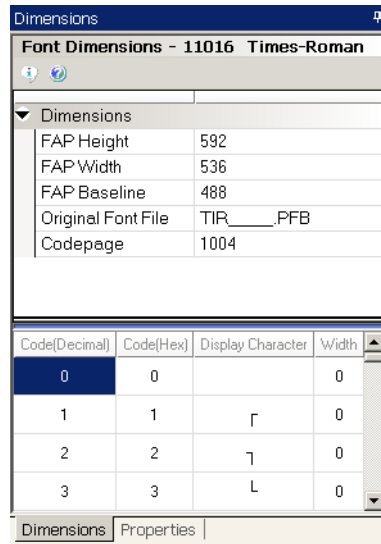 Dimensions
Font Dimensions - 11016 Times-Roman
Dimensions
FAP Height 592
FAP Width 536
FAP Baseline 488
Original Font File TIR_____.PFB
Codepage 1004
Code(Decimal) Code(Hex) Display Character Width
0 0 0
1 1 ┌ 0
2 2 ┐ 0
3 3 └ 0
Dimensions Properties